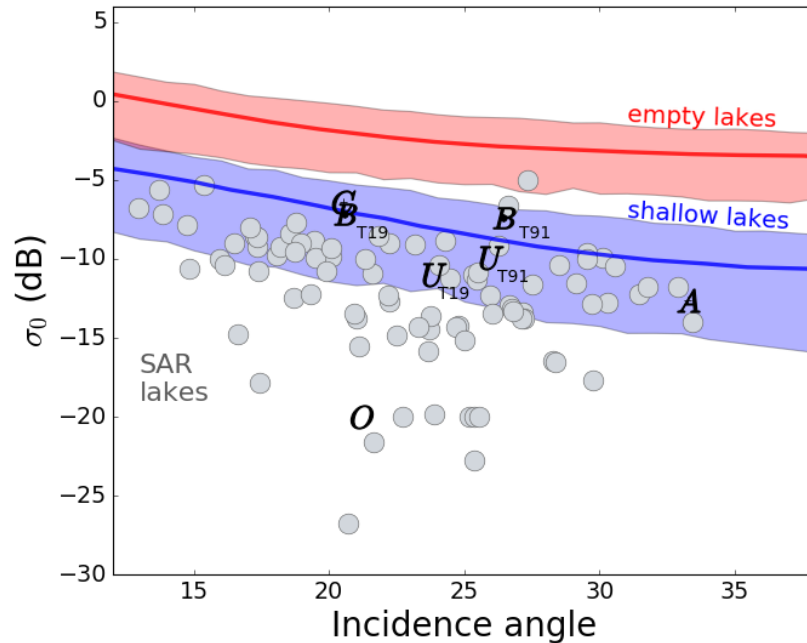 5
0
−5
−10
−15
−20
−25
−30
σ0 (dB)
15
20
25
30
35
Incidence angle
empty lakes
shallow lakes
SAR
lakes
G
B T19
B T91
U T19
U T91
A
O